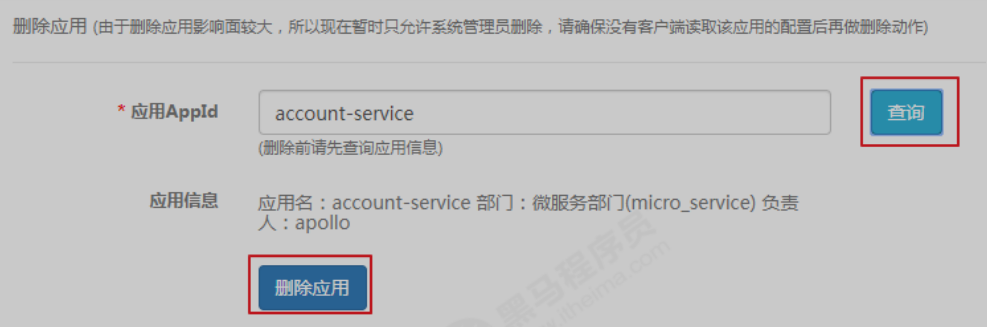 删除应用 (由于删除应用影响面较大，所以现在暂时只允许系统管理员删除，请确保没有客户端读取该应用的配置后再做删除动作)
* 应用AppId account-service 查询
(删除前请先查询应用信息)
应用信息 应用名：account-service 部门：微服务部门(micro_service) 负责
人：apollo
删除应用
黑马程序员
www.itheima.com